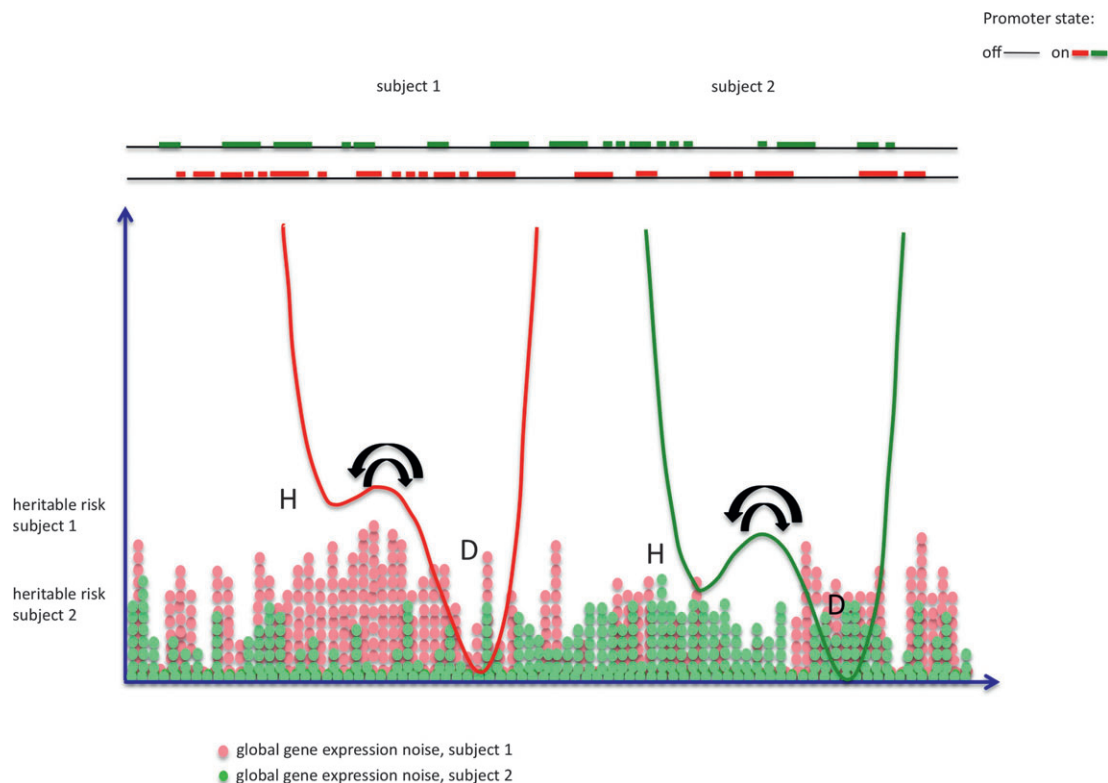 Promoter state:
off on
subject 1 subject 2
heritable risk
subject 1
H
D
heritable risk
subject 2
H
D
global gene expression noise, subject 1
global gene expression noise, subject 2